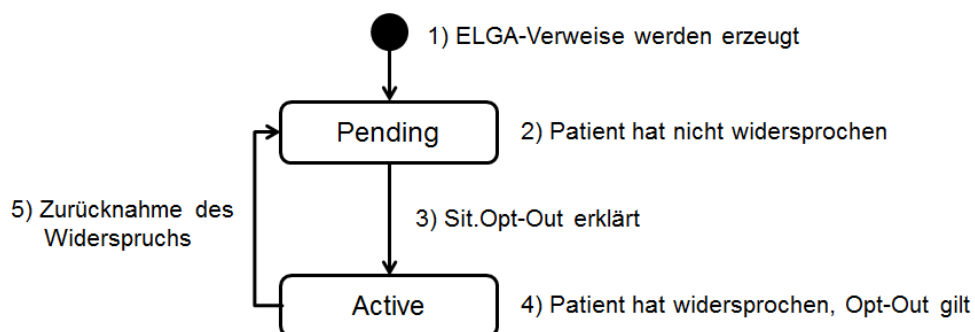 1) ELGA-Verweise werden erzeugt
Pending
2) Patient hat nicht widersprochen
5) Zurücknahme des
Widerspruchs
3) Sit.Opt-Out erklärt
Active
4) Patient hat widersprochen, Opt-Out gilt